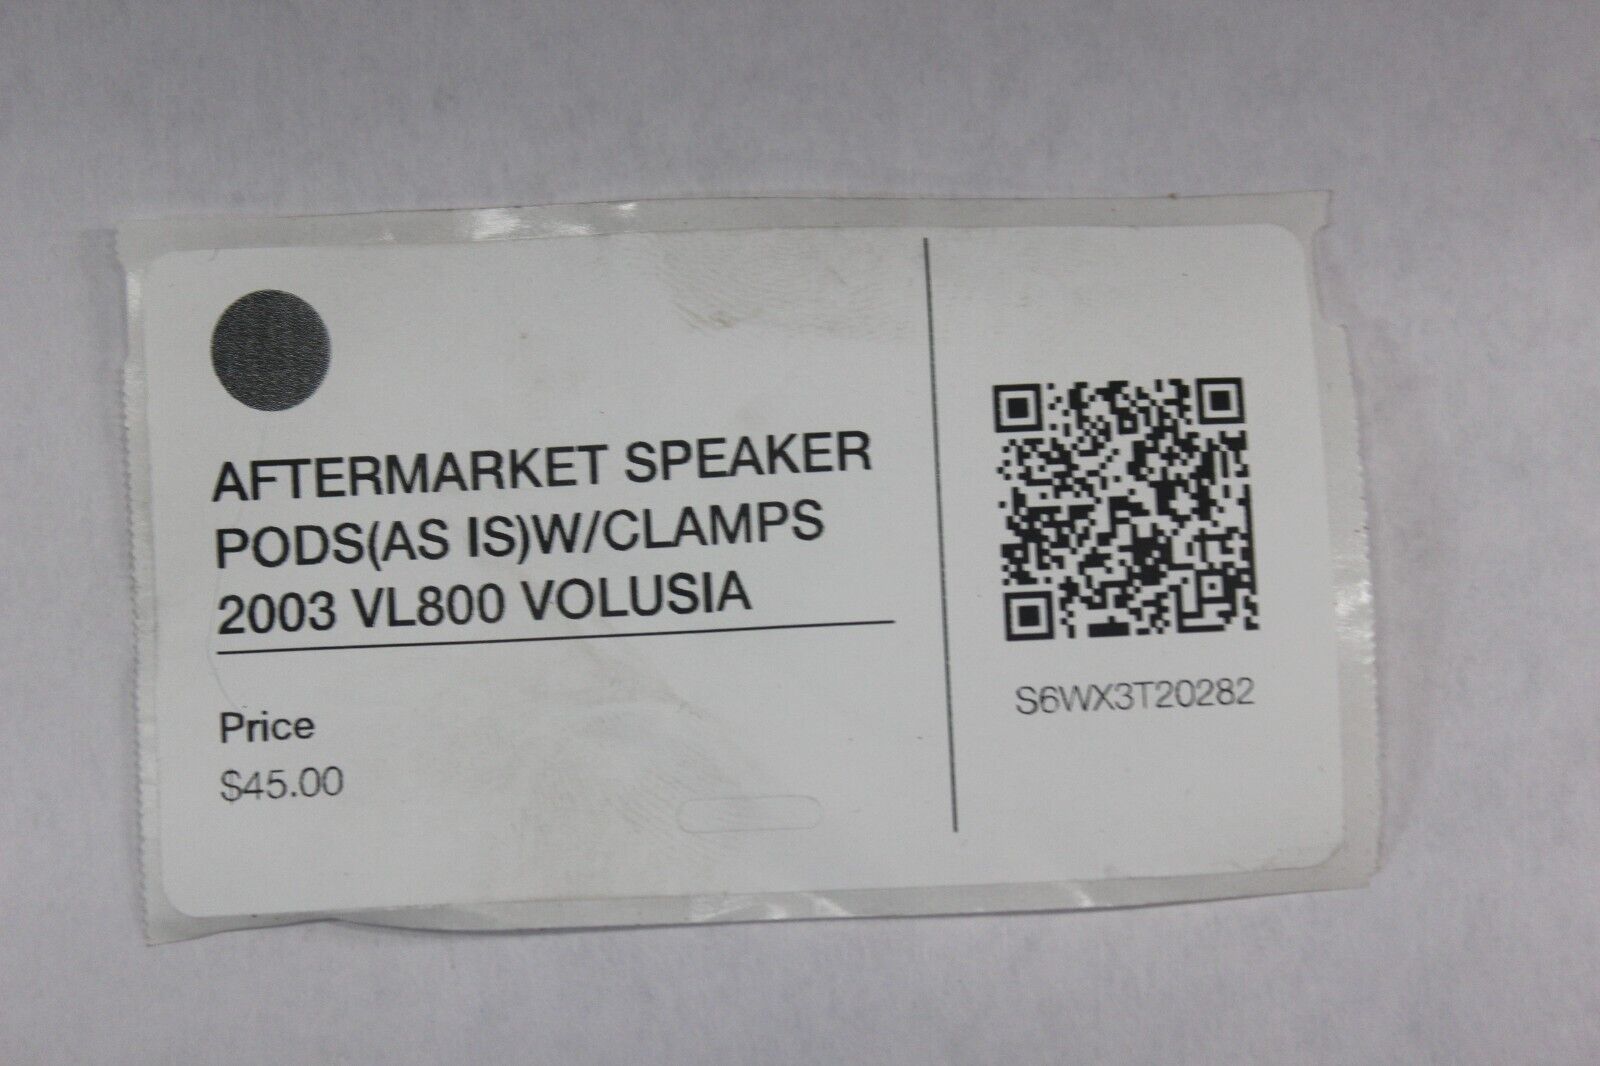 AFTERMARKET SPEAKER
PODS(AS IS)W/CLAMPS
2003 VL800 VOLUSIA
Price
$45.00
S6WX3T20282